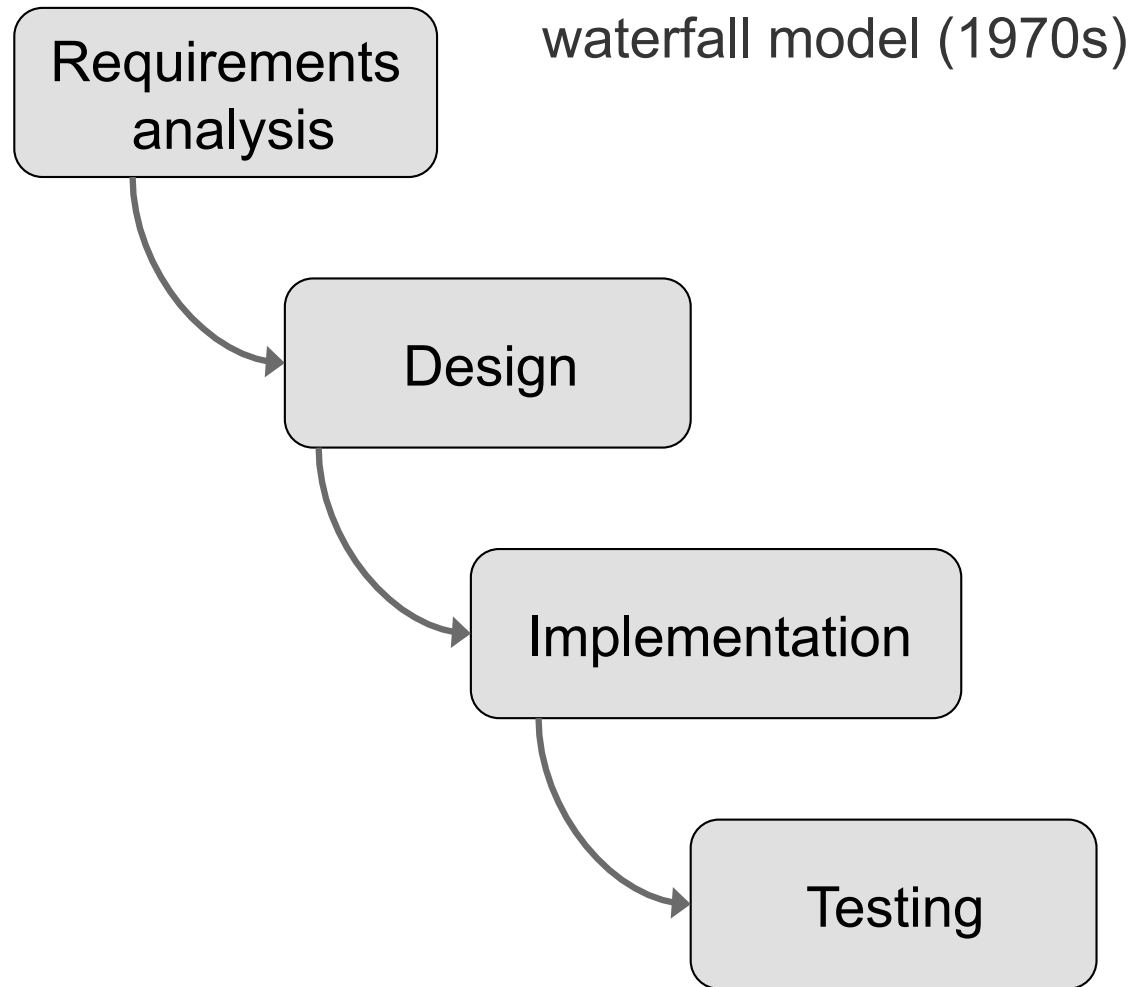 waterfall model (1970s)
Requirements
analysis
Design
Implementation
Testing